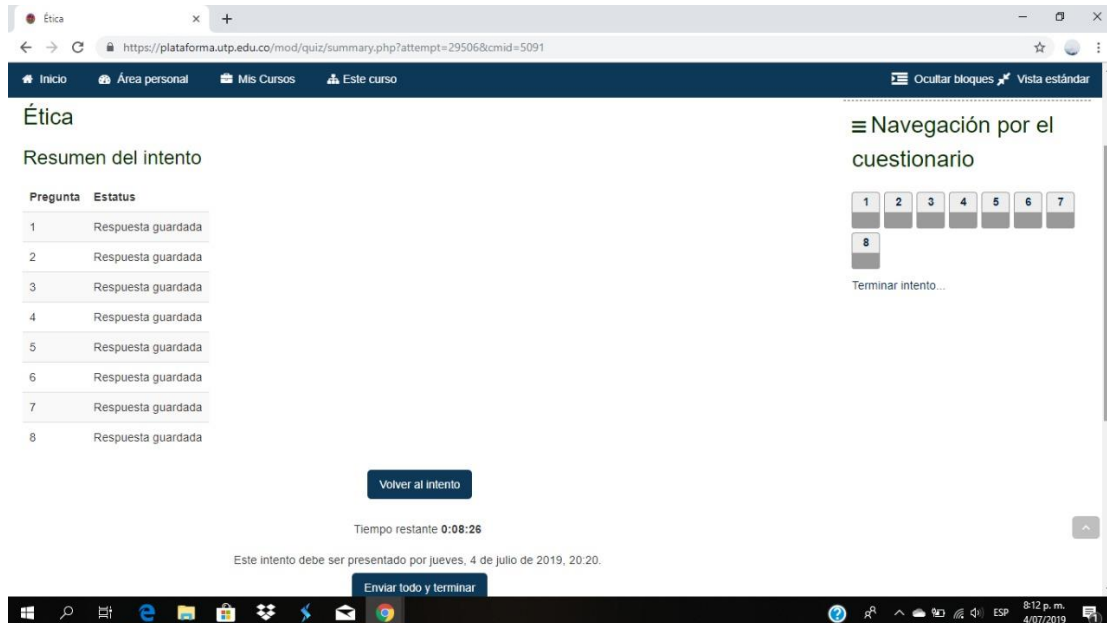 Ética
https://plataforma.utp.edu.co/mod/quiz/summary.php?attempt=29506&cmid=5091
Inicio Área personal Mis Cursos Este curso Ocultar bloques Vista estándar
Ética
Resumen del intento
Pregunta Estatus
1 Respuesta guardada
2 Respuesta guardada
3 Respuesta guardada
4 Respuesta guardada
5 Respuesta guardada
6 Respuesta guardada
7 Respuesta guardada
8 Respuesta guardada
Volver al intento
Tiempo restante 0:08:26
Este intento debe ser presentado por jueves, 4 de julio de 2019, 20:20.
Enviar todo y terminar
Navegación por el
cuestionario
1 2 3 4 5 6 7
8
Terminar intento...
ESP 8:12 p. m.
4/07/2019